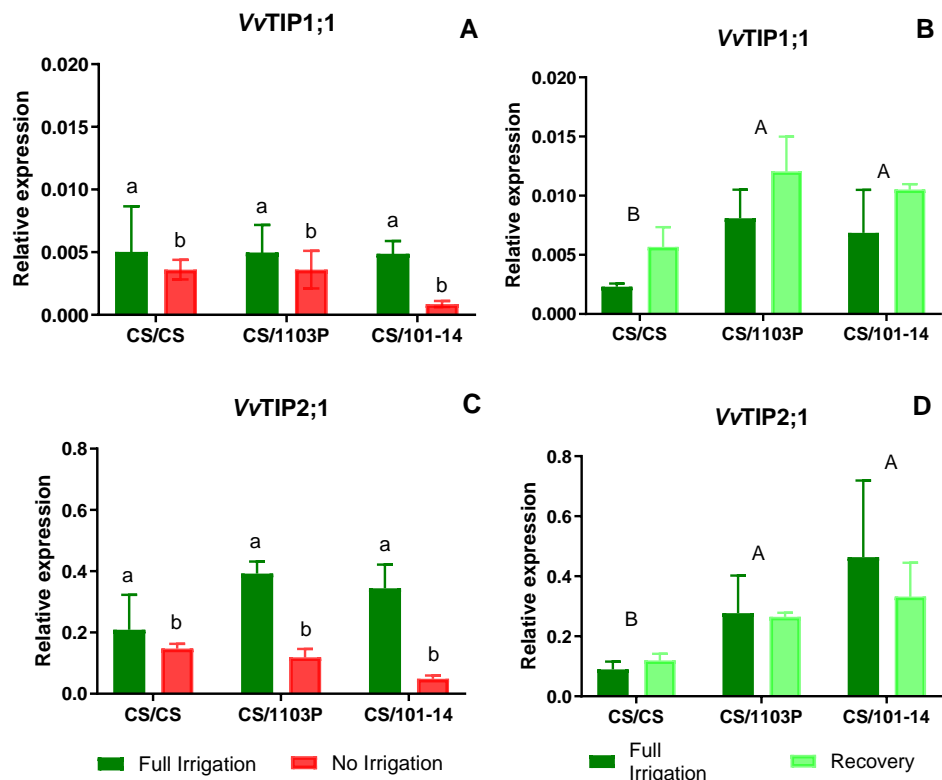 VvTIP1;1
A
Relative expression
0.020
0.015
0.010
0.005
0.000
a
b
a
b
a
b
CS/CS
CS/1103P
CS/101-14
VvTIP1;1
B
Relative expression
0.020
0.015
0.010
0.005
0.000
B
A
A
CS/CS
CS/1103P
CS/101-14
VvTIP2;1
C
Relative expression
0.8
0.6
0.4
0.2
0.0
a
b
a
b
a
b
CS/CS
CS/1103P
CS/101-14
Full Irrigation
No Irrigation
VvTIP2;1
D
Relative expression
0.8
0.6
0.4
0.2
0.0
B
A
A
CS/CS
CS/1103P
CS/101-14
Full
Irrigation
Recovery